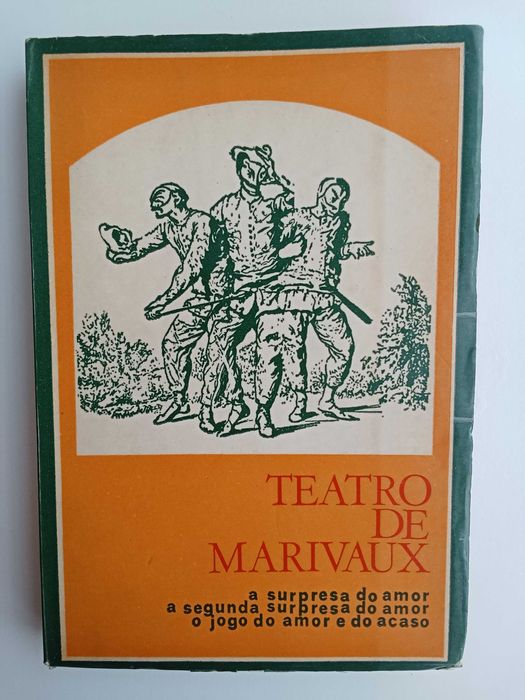 TEATRO
DE
MARIVAUX
a surpresa do amor
a segunda surpresa do amor
o jogo do amor e do acaso